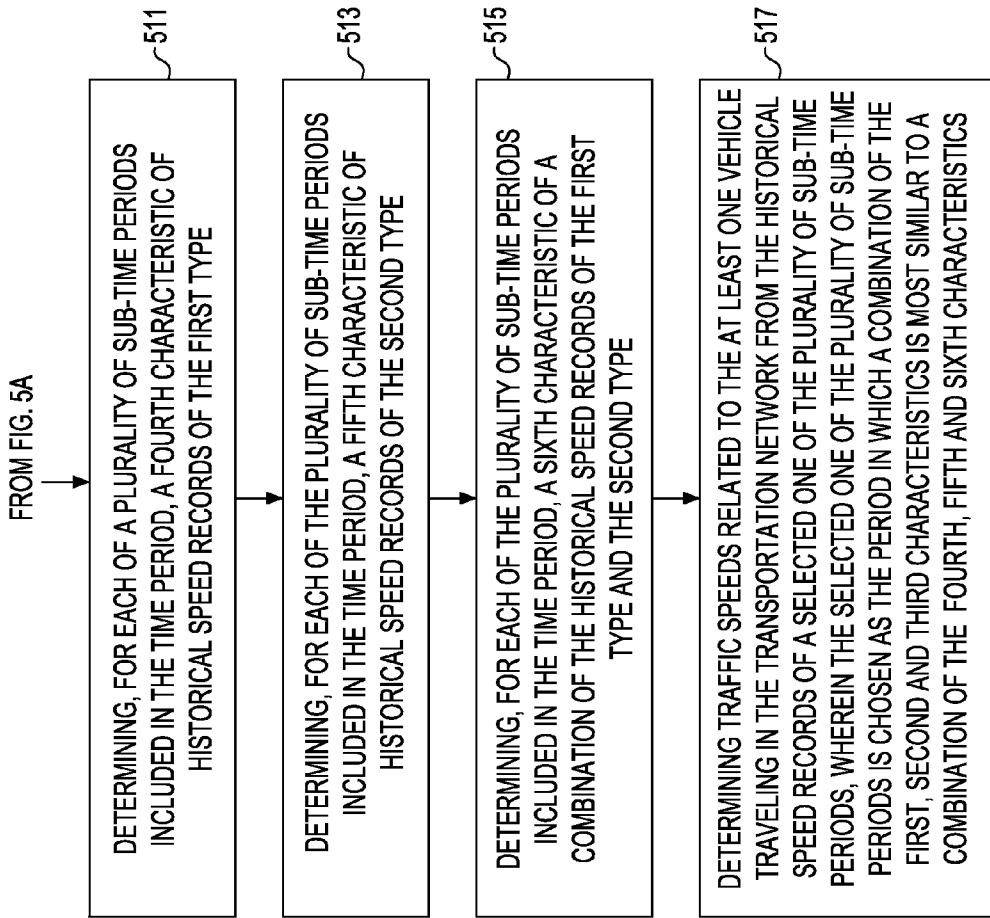 FROM FIG. 5A
511
DETERMINING, FOR EACH OF A PLURALITY OF SUB-TIME PERIODS
INCLUDED IN THE TIME PERIOD, A FOURTH CHARACTERISTIC OF
HISTORICAL SPEED RECORDS OF THE FIRST TYPE
513
DETERMINING, FOR EACH OF THE PLURALITY OF SUB-TIME PERIODS
INCLUDED IN THE TIME PERIOD, A FIFTH CHARACTERISTIC OF
HISTORICAL SPEED RECORDS OF THE SECOND TYPE
515
DETERMINING, FOR EACH OF THE PLURALITY OF SUB-TIME PERIODS
INCLUDED IN THE TIME PERIOD, A SIXTH CHARACTERISTIC OF A
COMBINATION OF THE HISTORICAL SPEED RECORDS OF THE FIRST
TYPE AND THE SECOND TYPE
517
DETERMINING TRAFFIC SPEEDS RELATED TO THE AT LEAST ONE VEHICLE
TRAVELING IN THE TRANSPORTATION NETWORK FROM THE HISTORICAL
SPEED RECORDS OF A SELECTED ONE OF THE PLURALITY OF SUB-TIME
PERIODS, WHEREIN THE SELECTED ONE OF THE PLURALITY OF SUB-TIME
PERIODS IS CHOSEN AS THE PERIOD IN WHICH A COMBINATION OF THE
FIRST, SECOND AND THIRD CHARACTERISTICS IS MOST SIMILAR TO A
COMBINATION OF THE FOURTH, FIFTH AND SIXTH CHARACTERISTICS